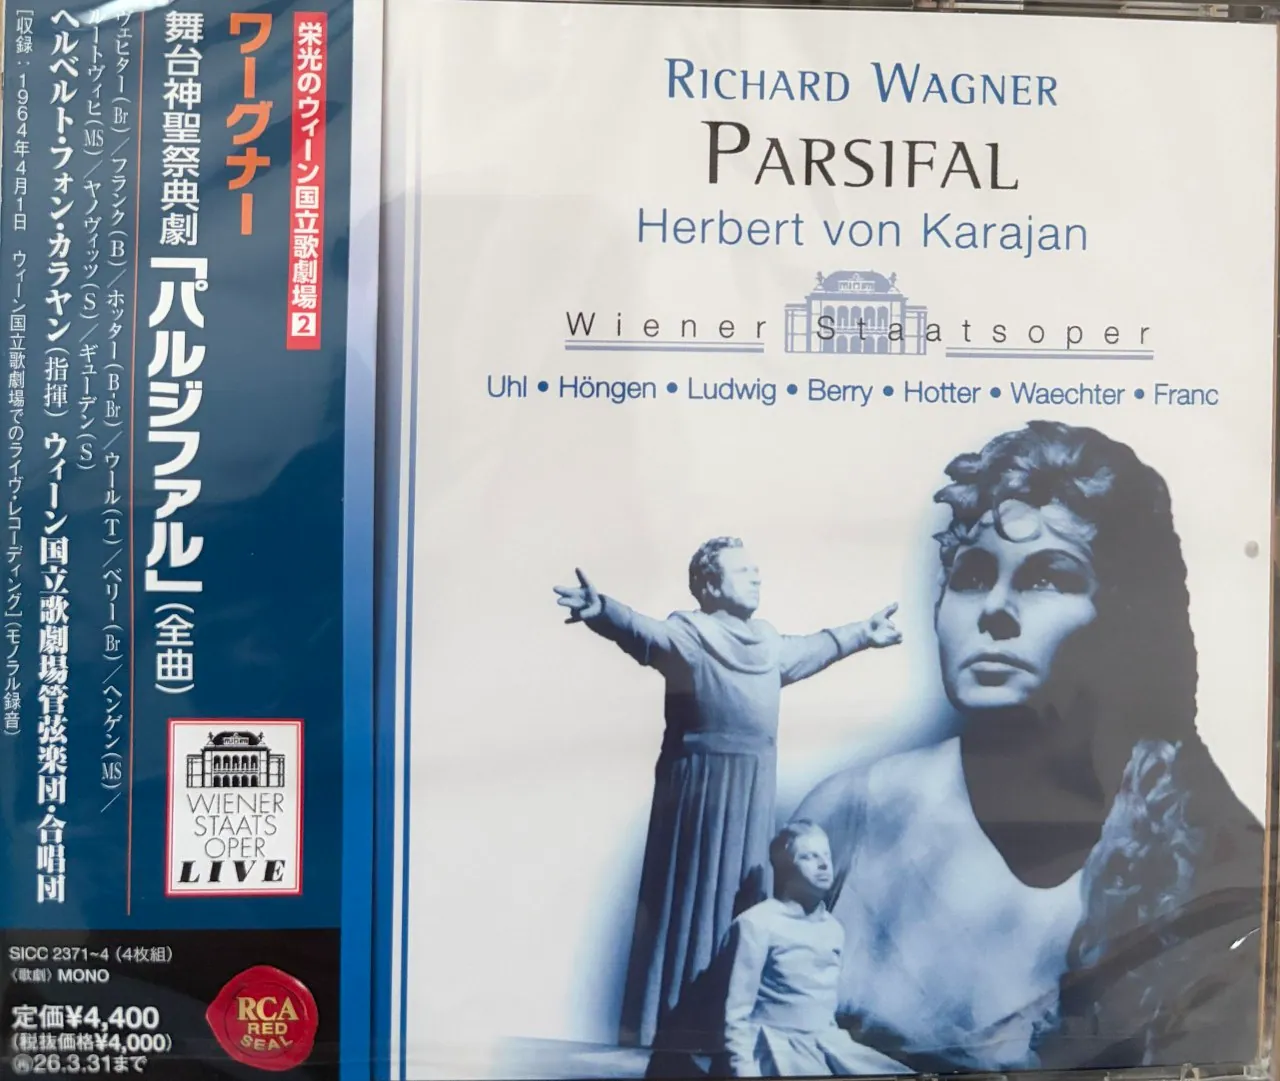 栄光のウィーン国立歌劇場 2
ワーグナー
舞台神聖祭典劇「パルジファル」(全曲)
ヴェヒター(Br)/フランク(B)/ホッター(B-Br)/ウール(T)/ベリー(Br)/ヘンゲン(MS)/
ルートヴィヒ(MS)/ヤノヴィッツ(S)/ギューデン(S)
ヘルベルト・フォン・カラヤン(指揮) ウィーン国立歌劇場管弦楽団・合唱団
[収録:1964年4月1日 ウィーン国立歌劇場でのライヴ・レコーディング](モノラル録音)
WIENER
STAATS
OPER
LIVE
SICC 2371~4 (4枚組)
〈歌劇〉 MONO
定価¥4,400
(税抜価格¥4,000)
26.3.31まで
RCA
RED
SEAL
RICHARD WAGNER
PARSIFAL
Herbert von Karajan
Wiener Staatsoper
Uhl • Höngen • Ludwig • Berry • Hotter • Waechter • Franc